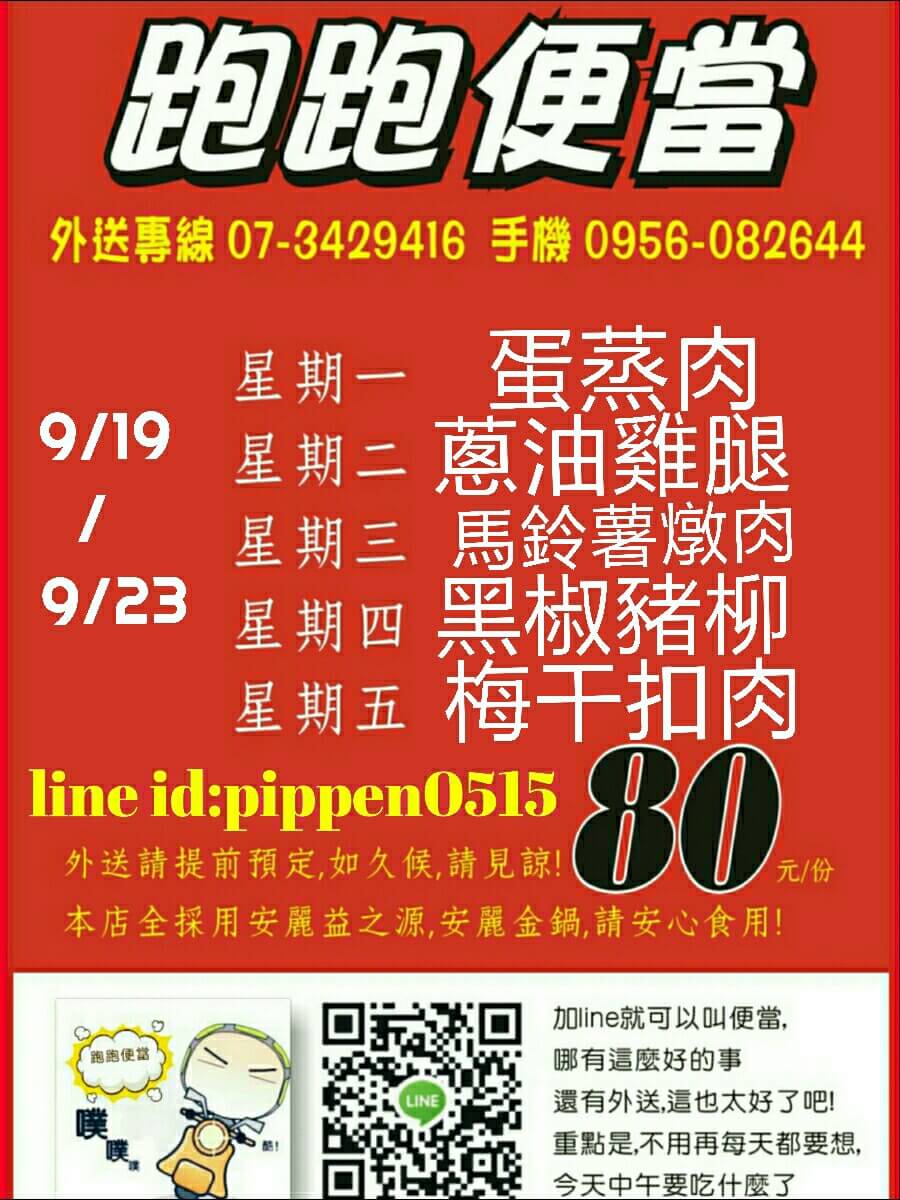 跑跑便當
外送專線 07-3429416 手機 0956-082644
9/19
/
9/23
星期一 蛋蒸肉
星期二 蔥油雞腿
星期三 馬鈴薯燉肉
星期四 黑椒豬柳
星期五 梅干扣肉
line id:pippen0515
80元/份
外送請提前預定,如久候,請見諒!
本店全採用安麗益之源,安麗金鍋,請安心食用!
跑跑便當
噗
噗
噗
酷!
LINE
加line就可以叫便當,
哪有這麼好的事
還有外送,這也太好了吧!
重點是,不用再每天都要想,
今天中午要吃什麼了